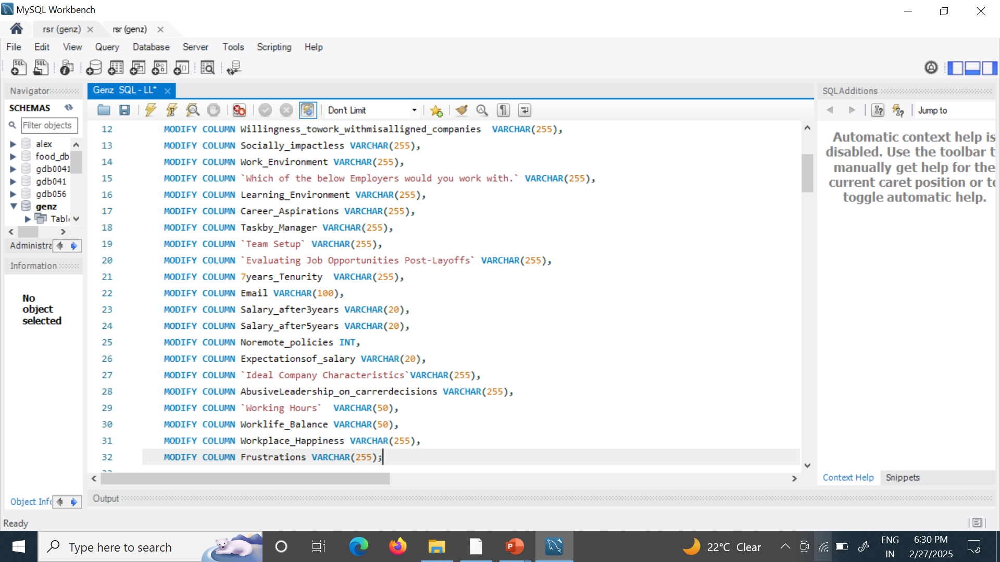 MySQL Workbench
rsr (genz)
rsr (genz)
File Edit View Query Database Server Tools Scripting Help
Navigator
SCHEMAS
Filter objects
alex
food_db
gdb0041
gdb041
gdb056
genz
Administra
Information
No
object
selected
Object Info
Genz SQL - LL*
Don't Limit
12 MODIFY COLUMN Willingness_towork_withmisalligned_companies VARCHAR(255),
13 MODIFY COLUMN Socially_impactless VARCHAR(255),
14 MODIFY COLUMN Work_Environment VARCHAR(255),
15 MODIFY COLUMN `Which of the below Employers would you work with.` VARCHAR(255),
16 MODIFY COLUMN Learning_Environment VARCHAR(255),
17 MODIFY COLUMN Career_Aspirations VARCHAR(255),
18 MODIFY COLUMN Taskby_Manager VARCHAR(255),
19 MODIFY COLUMN `Team Setup` VARCHAR(255),
20 MODIFY COLUMN `Evaluating Job Opportunities Post-Layoffs` VARCHAR(255),
21 MODIFY COLUMN 7years_Tenurity VARCHAR(255),
22 MODIFY COLUMN Email VARCHAR(100),
23 MODIFY COLUMN Salary_after3years VARCHAR(20),
24 MODIFY COLUMN Salary_after5years VARCHAR(20),
25 MODIFY COLUMN Noremote_policies INT,
26 MODIFY COLUMN Expectationsof_salary VARCHAR(20),
27 MODIFY COLUMN `Ideal Company Characteristics`VARCHAR(255),
28 MODIFY COLUMN AbusiveLeadership_on_carrerdecisions VARCHAR(255),
29 MODIFY COLUMN `Working Hours` VARCHAR(50),
30 MODIFY COLUMN Worklife_Balance VARCHAR(50),
31 MODIFY COLUMN Workplace_Happiness VARCHAR(255),
32 MODIFY COLUMN Frustrations VARCHAR(255);
Output
SQLAdditions
Jump to
Automatic context help is
disabled. Use the toolbar t
manually get help for the
current caret position or to
toggle automatic help.
Context Help Snippets
Ready
Type here to search
22°C Clear
ENG
IN
6:30 PM
2/27/2025